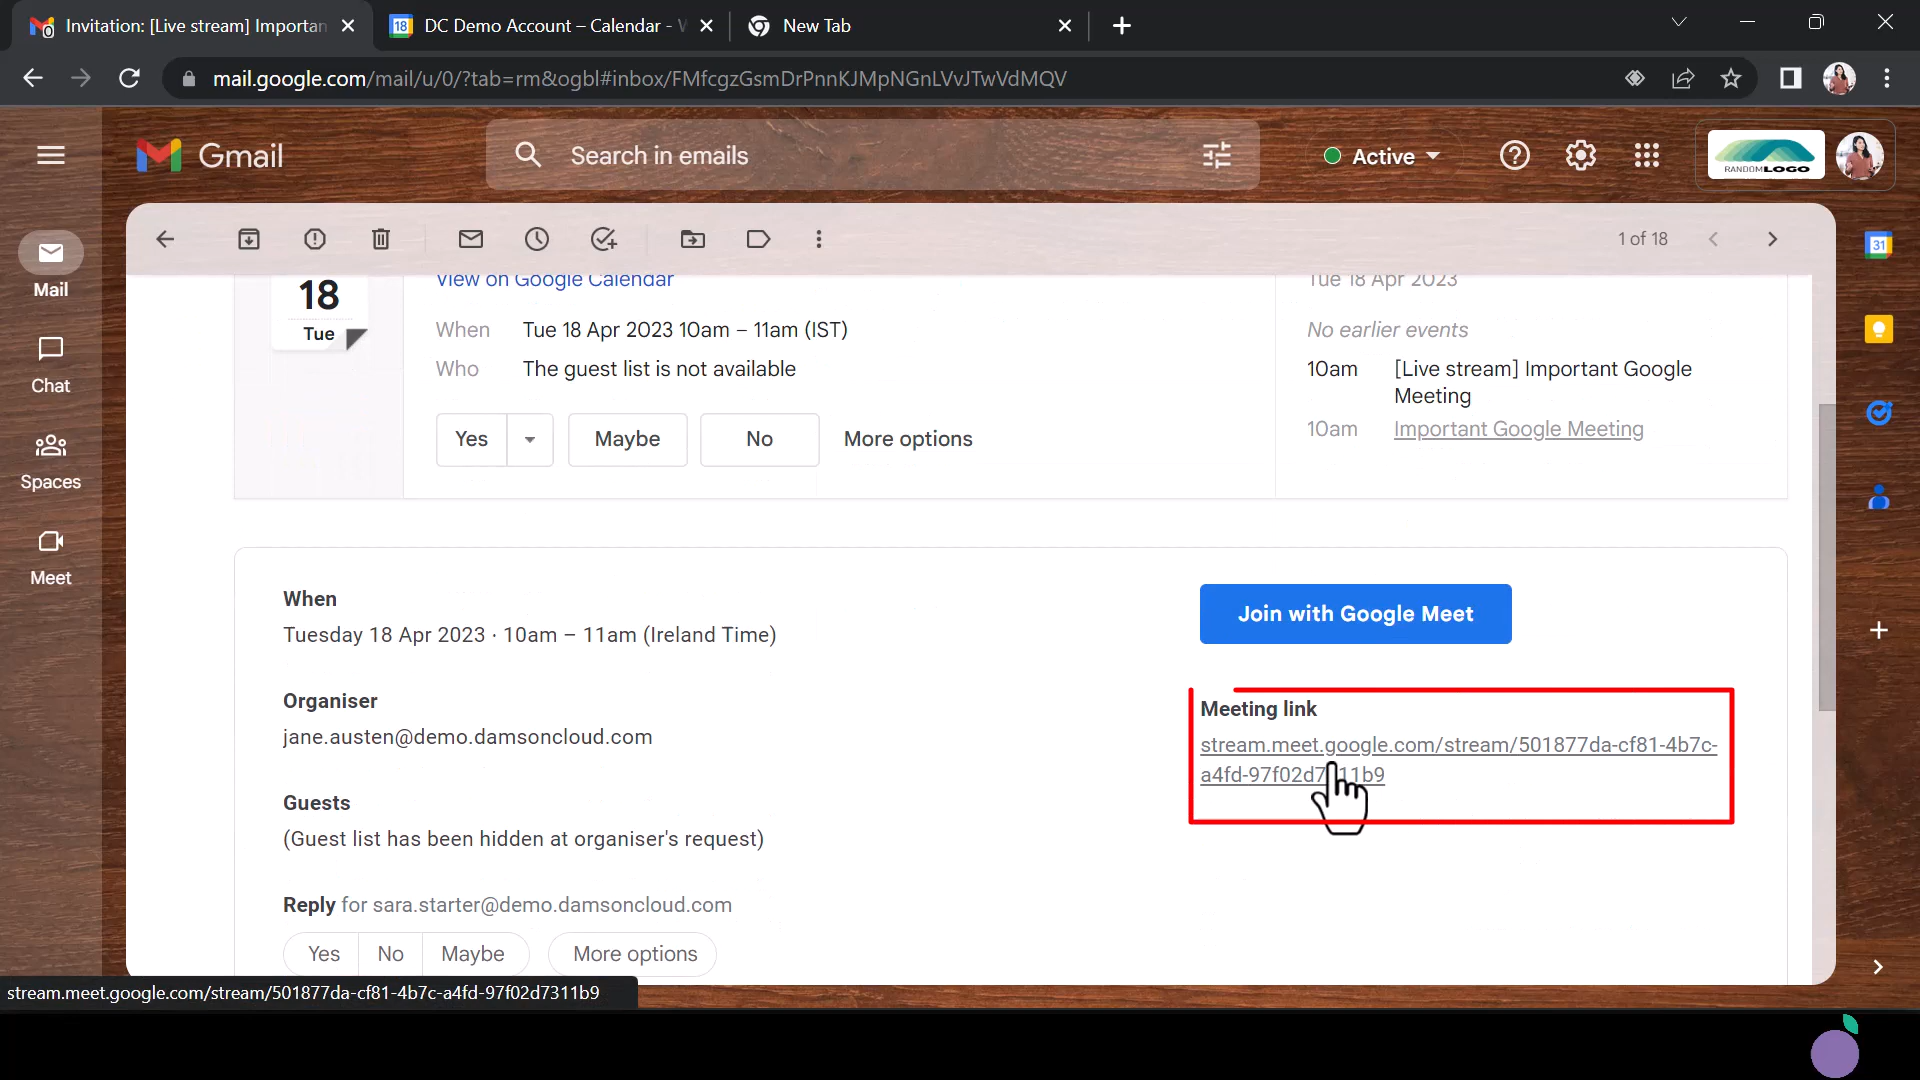 Invitation: [Live stream] Importan
DC Demo Account – Calendar -
New Tab
mail.google.com/mail/u/0/?tab=rm&ogbl#inbox/FMfcgzGsmDrPnnKJMpNGnLVvJTwVdMQV
Gmail
Search in emails
Active
RANDOMLOGO
1 of 18
Mail
Chat
Spaces
Meet
31
18
Tue
View on Google Calendar
When Tue 18 Apr 2023 10am – 11am (IST)
Who The guest list is not available
Yes Maybe No More options
Tue 18 Apr 2023
No earlier events
10am [Live stream] Important Google
Meeting
10am Important Google Meeting
When
Tuesday 18 Apr 2023 · 10am – 11am (Ireland Time)
Organiser
jane.austen@demo.damsoncloud.com
Guests
(Guest list has been hidden at organiser's request)
Reply for sara.starter@demo.damsoncloud.com
Yes No Maybe More options
Join with Google Meet
Meeting link
stream.meet.google.com/stream/501877da-cf81-4b7c-
a4fd-97f02d7311b9
stream.meet.google.com/stream/501877da-cf81-4b7c-a4fd-97f02d7311b9